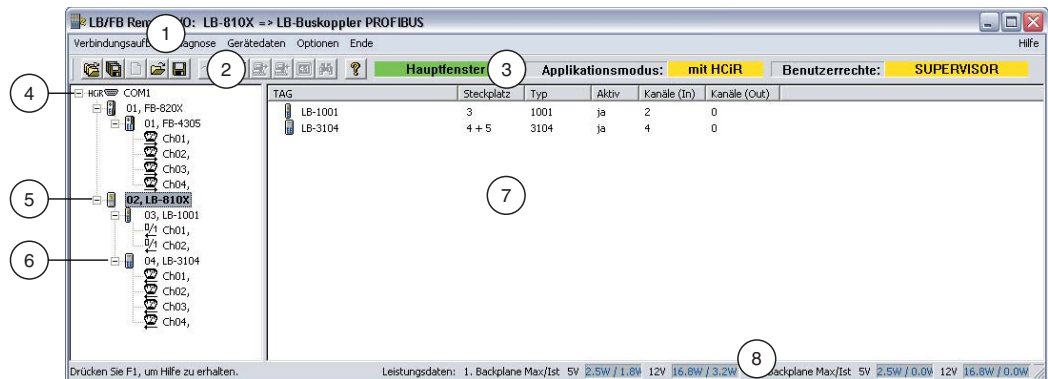 LB/FB Rem O: LB-810X => LB-Buskoppler PROFIBUS
1
Verbindungsaufb agnose Gerätedaten Optionen Ende Hilfe
2
Hauptfenster 3 Applikationsmodus: mit HCiR Benutzerrechte: SUPERVISOR
4
HGR COM1
TAG Steckplatz Typ Aktiv Kanäle (In) Kanäle (Out)
01, FB-820X
LB-1001 3 1001 ja 2 0
01, FB-4305
LB-3104 4 + 5 3104 ja 4 0
Ch01,
Ch02,
Ch03,
Ch04,
5
02, LB-810X
7
03, LB-1001
0/1 Ch01,
0/1 Ch02,
6
04, LB-3104
Ch01,
Ch02,
Ch03,
Ch04,
8
Drücken Sie F1, um Hilfe zu erhalten. Leistungsdaten: 1. Backplane Max/Ist 5V 2.5W / 1.8W 12V 16.8W / 3.2W ackplane Max/Ist 5V 2.5W / 0.0W 12V 16.8W / 0.0W